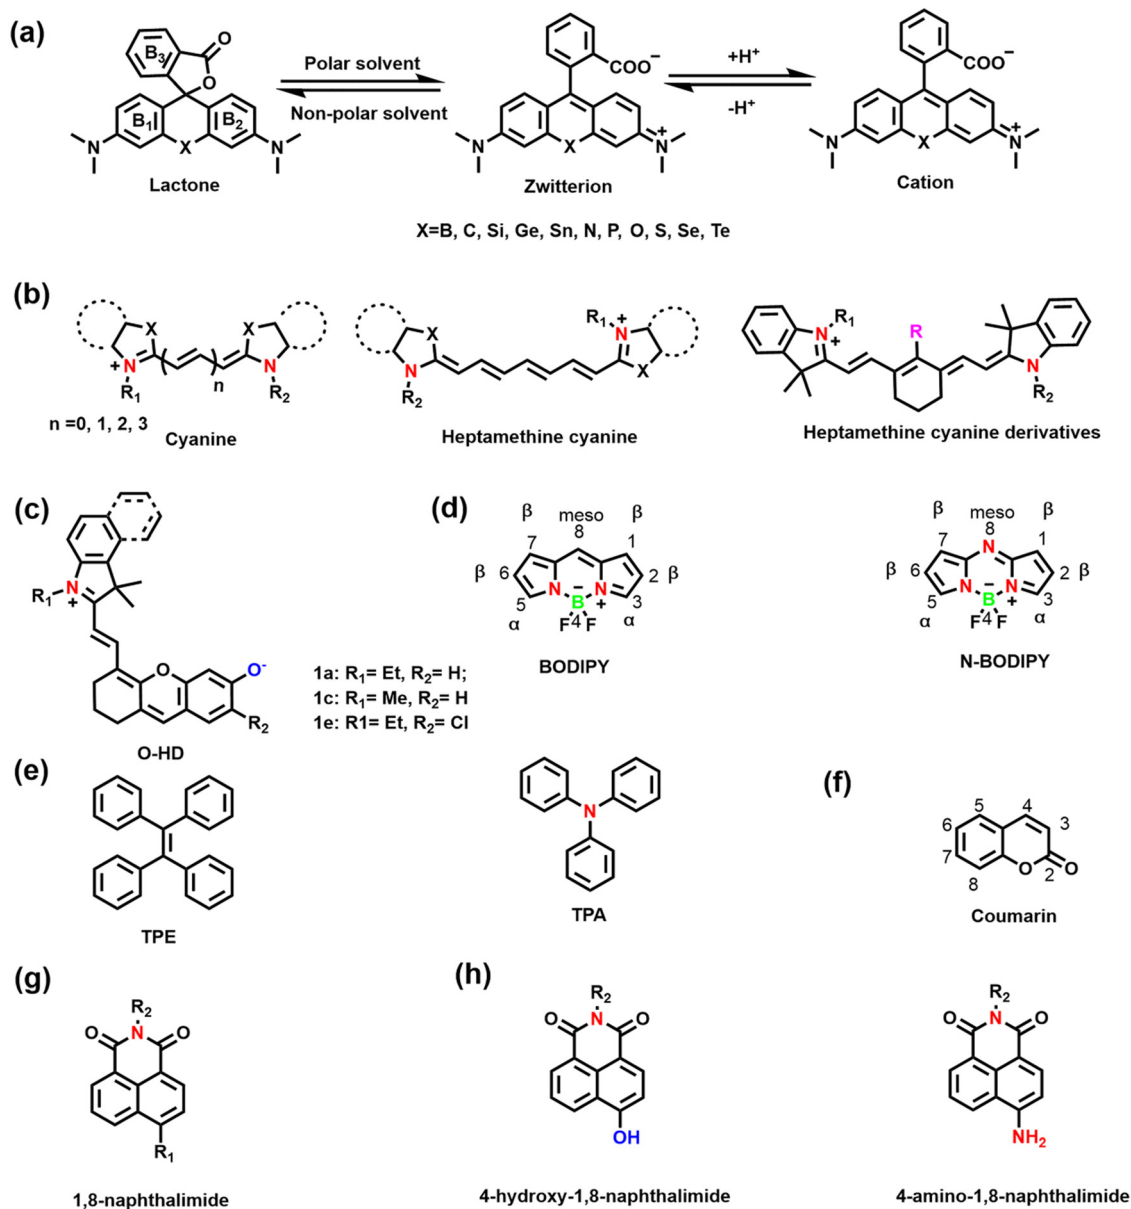 (a)
O
B3
O
B1
B2
N
X
N
Lactone
Polar solvent
Non-polar solvent
COO−
N
X
N+
Zwitterion
+H+
-H+
COO−
N
X
N+
Cation
X=B, C, Si, Ge, Sn, N, P, O, S, Se, Te
(b)
X
X
N
+
N
n
R1
R2
n =0, 1, 2, 3
Cyanine
X
R1
+
N
N
X
R2
Heptamethine cyanine
R1
N
+
R
N
R2
Heptamethine cyanine derivatives
(c)
N
R1
+
O
O-
R2
O-HD
1a: R1= Et, R2= H;
1c: R1= Me, R2= H
1e: R1= Et, R2= Cl
(d)
β
meso
β
8
7
1
β
6
2
β
N
−
N
5
B
+
3
α
F
4
F
α
BODIPY
β
meso
β
8
7
N
1
β
6
2
β
N
−
N
5
B
+
3
α
F
4
F
α
N-BODIPY
(e)
TPE
N
TPA
(f)
5
4
6
3
7
O
2
O
8
Coumarin
(g)
R2
O
N
O
R1
1,8-naphthalimide
(h)
R2
O
N
O
OH
4-hydroxy-1,8-naphthalimide
R2
O
N
O
NH2
4-amino-1,8-naphthalimide